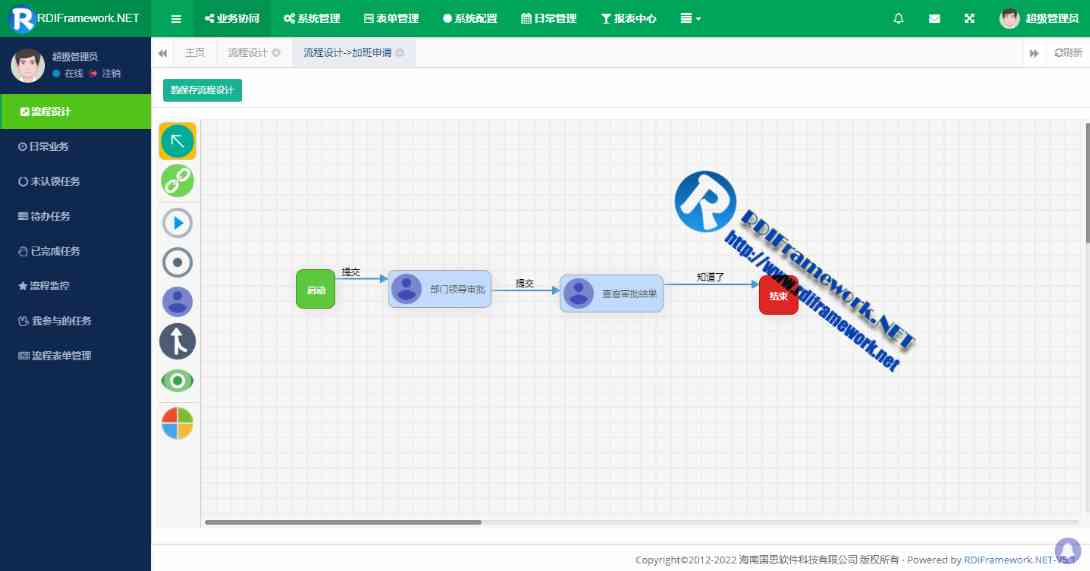 RDIFramework.NET
业务协同
系统管理
表单管理
系统配置
日常管理
报表中心
超级管理员
超级管理员
在线 注销
主页
流程设计
流程设计->加班申请
刷新
保存流程设计
流程设计
日常业务
未认领任务
待办任务
已完成任务
流程监控
我参与的任务
流程表单管理
启动
提交
部门领导审批
提交
查看审批结果
知道了
结束
RDIFramework.NET
http://www.rdiframework.net
Copyright©2012-2022 海南国思软件科技有限公司 版权所有 - Powered by RDIFramework.NET-V5.1